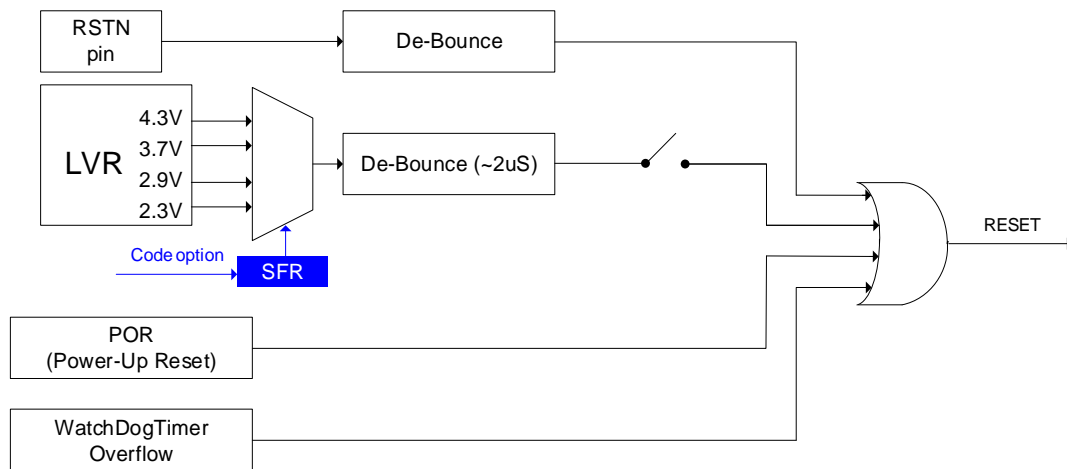 RSTN
pin
De-Bounce
LVR
4.3V
3.7V
2.9V
2.3V
De-Bounce (~2uS)
Code option
SFR
RESET
POR
(Power-Up Reset)
WatchDogTimer
Overflow